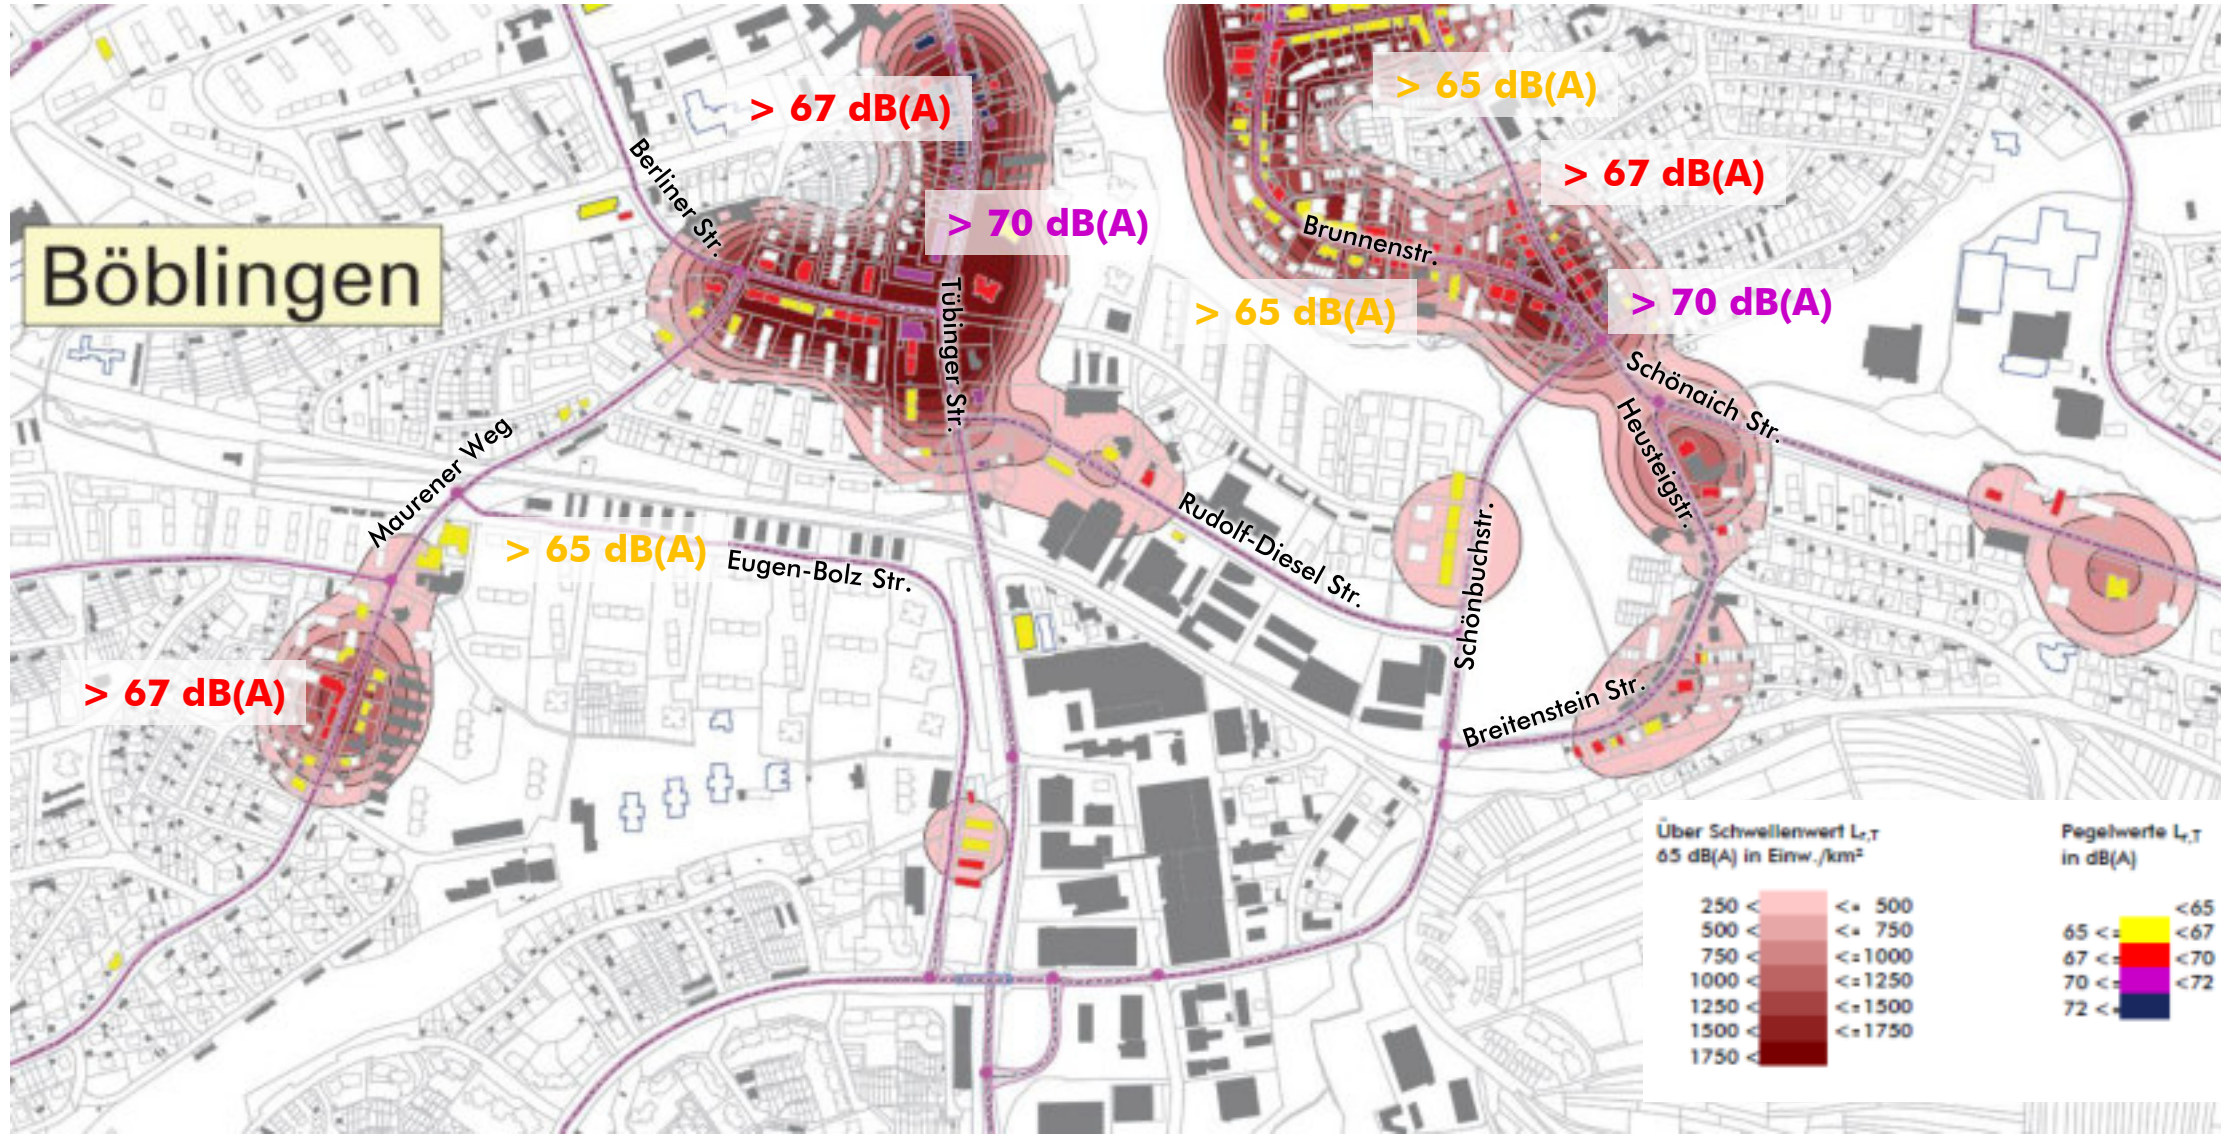 > 65 dB(A)
> 67 dB(A)
Berliner Str.
> 67 dB(A)
> 70 dB(A)
Brunnenstr.
Böblingen
Tübinger Str.
> 65 dB(A)
> 70 dB(A)
Schönaich Str.
Heusteigstr.
Maurener Weg
Rudolf-Diesel Str.
Schönbuchstr.
> 65 dB(A)
Eugen-Bolz Str.
> 67 dB(A)
Breitenstein Str.
Über Schwellenwert Lr,T
65 dB(A) in Einw./km²
250 < <= 500
500 < <= 750
750 < <=1000
1000 < <=1250
1250 < <=1500
1500 < <=1750
1750 <
Pegelwerte Lr,T
in dB(A)
<65
65 <= <67
67 <= <70
70 <= <72
72 <=